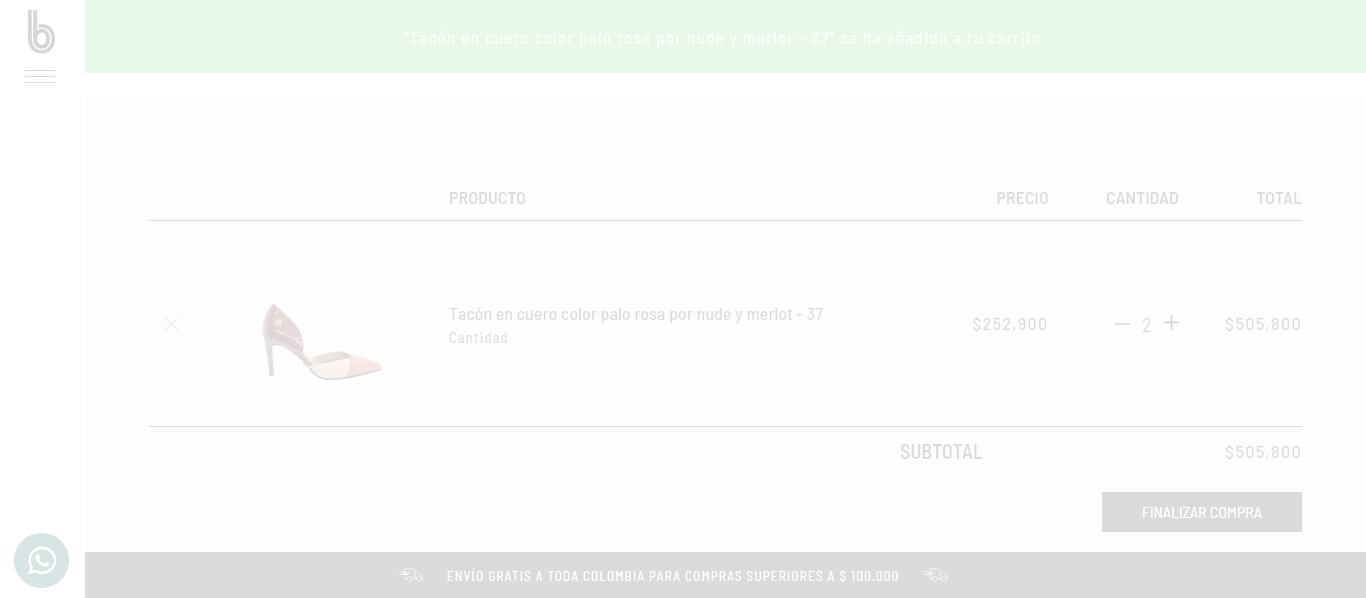 b
"Tacón en cuero color palo rosa por nude y merlot - 37" se ha añadido a tu carrito.
PRODUCTO PRECIO CANTIDAD TOTAL
Tacón en cuero color palo rosa por nude y merlot - 37
Cantidad
$252,900 2 $505,800
SUBTOTAL $505,800
FINALIZAR COMPRA
ENVÍO GRATIS A TODA COLOMBIA PARA COMPRAS SUPERIORES A $ 100.000